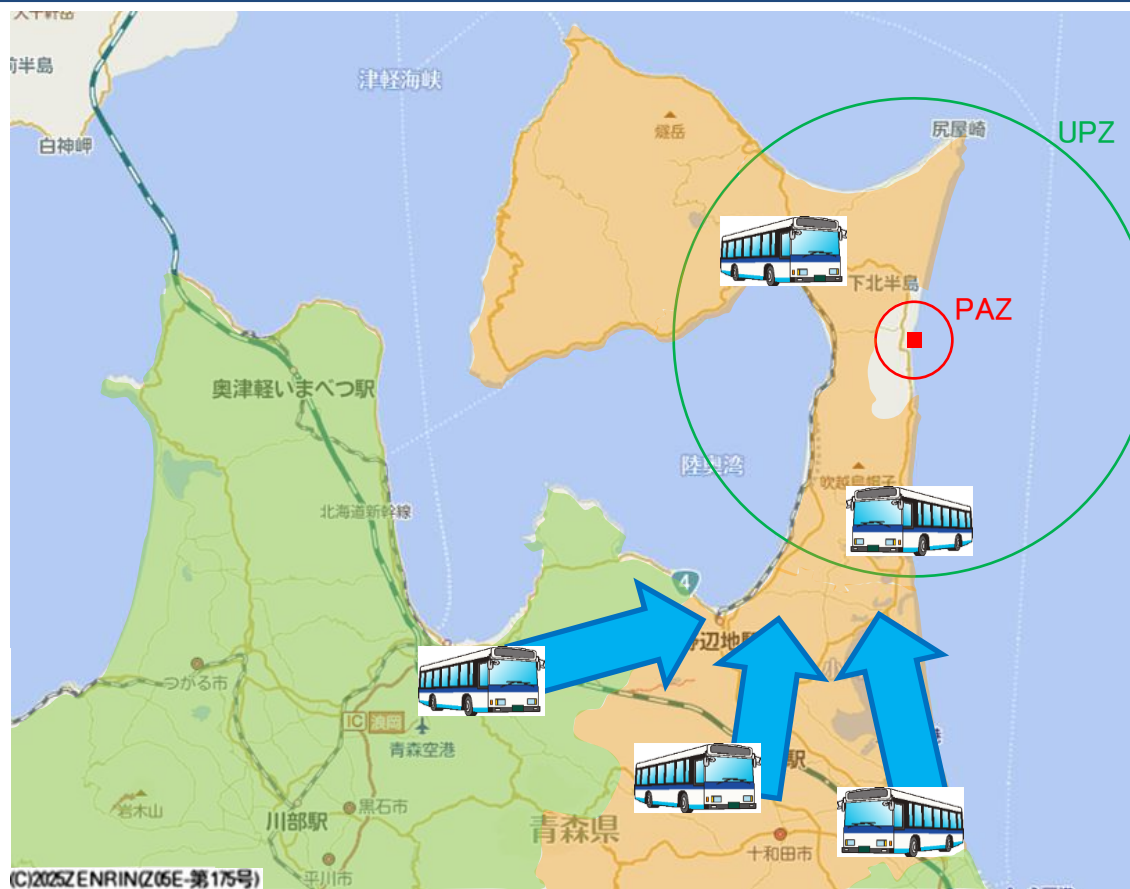 大千軒岳
前半島
津軽海峡
白神岬
燧岳
尻屋崎
UPZ
下北半島
PAZ
奥津軽いまべつ駅
陸奥湾
吹越烏帽子
北海道新幹線
4
野辺地駅
つがる市
IC 浪岡
青森空港
小
港
駅
岩木山
黒石市
川部駅
青森県
十和田市
平川市
(C)2025ZENRIN(Z05E-第175号)